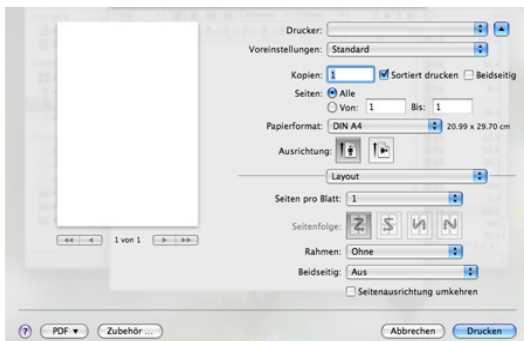 Drucker:
Voreinstellungen: Standard
Kopien: 1 Sortiert drucken Beidseitig
Seiten: Alle
Von: 1 Bis: 1
Papierformat: DIN A4 20.99 x 29.70 cm
Ausrichtung:
Layout
Seiten pro Blatt: 1
Seitenfolge:
1 von 1
Rahmen: Ohne
Beidseitig: Aus
Seitenausrichtung umkehren
? PDF ▾ Zubehör ... Abbrechen Drucken